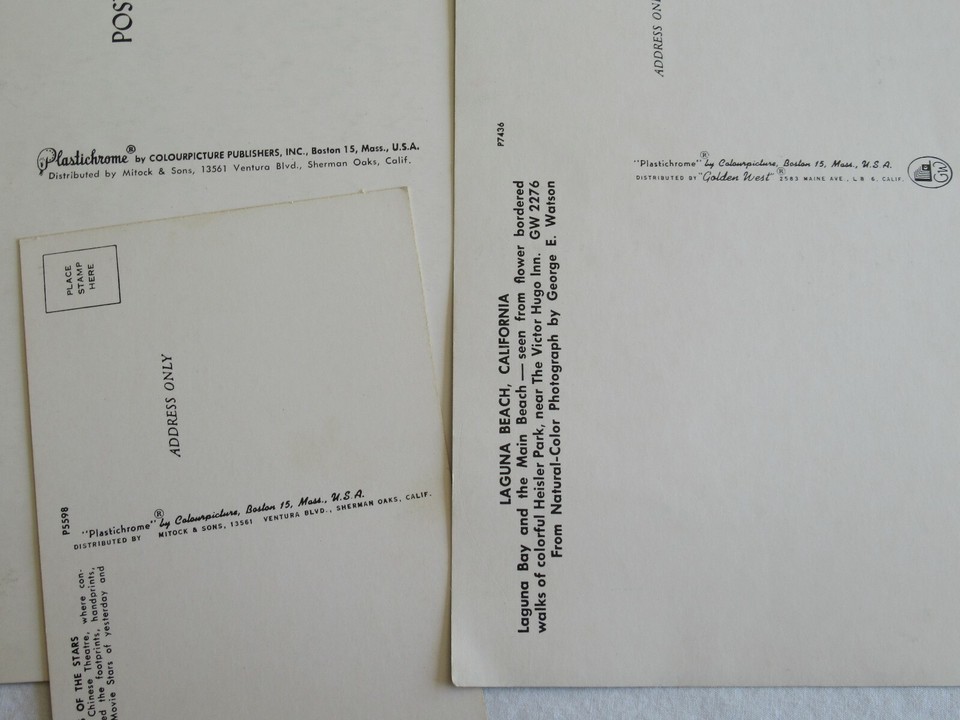 Plastichrome® by COLOURPICTURE PUBLISHERS, INC., Boston 15, Mass., U.S.A.
Distributed by Mitock & Sons, 13561 Ventura Blvd., Sherman Oaks, Calif.
PLACE
STAMP
HERE
ADDRESS ONLY
P5598
"Plastichrome"® by Colourpicture, Boston 15, Mass., U.S.A.
DISTRIBUTED BY MITOCK & SONS, 13561 VENTURA BLVD., SHERMAN OAKS, CALIF.
OF THE STARS
Chinese Theatre, where con-
the footprints, handprints,
Movie Stars of yesterday and
ADDRESS
P7436
"Plastichrome"® by Colourpicture, Boston 15, Mass., U.S.A.
DISTRIBUTED BY "Golden West"® 2583 MAINE AVE., L B 6, CALIF.
GW
LAGUNA BEACH, CALIFORNIA
Laguna Bay and the Main Beach — seen from flower bordered
walks of colorful Heisler Park, near The Victor Hugo Inn. GW 2276
From Natural-Color Photograph by George E. Watson